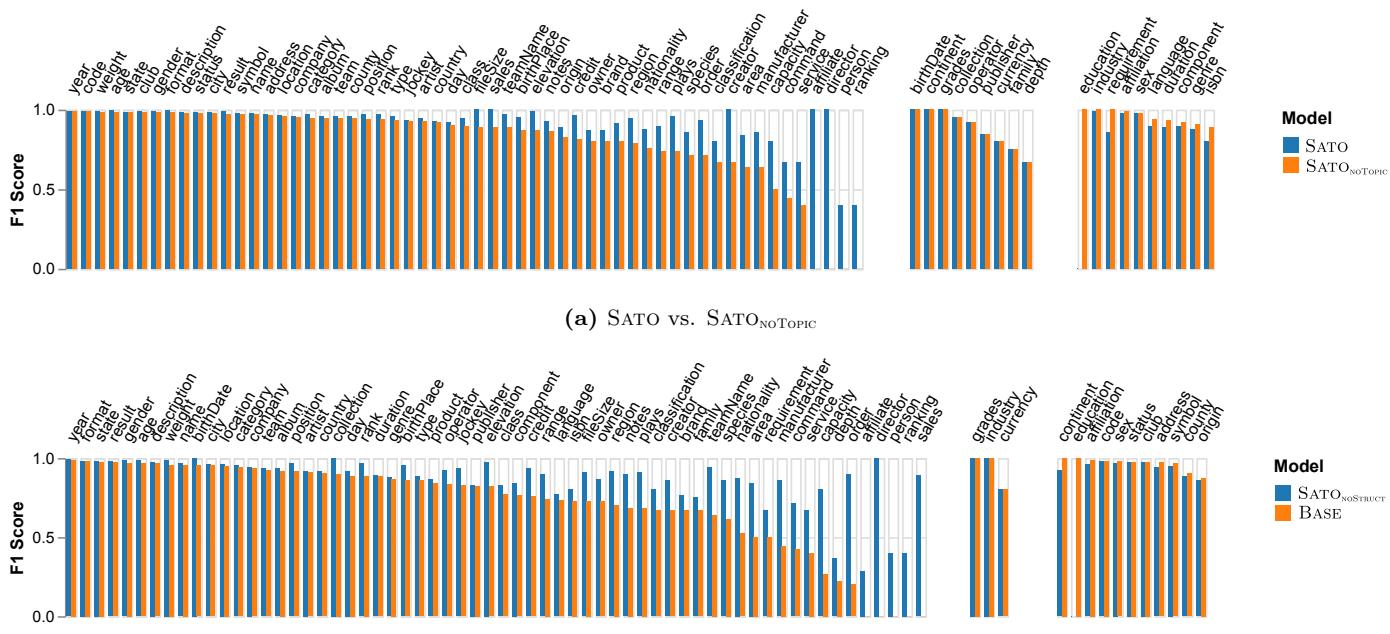 year code weight age state club gender format description status city result symbol name address location company category album team county position rank type jockey artist country day class fileSize sales teamName birthPlace elevation notes origin credit owner brand product region nationality range plays species order classification creator area manufacturer capacity command service affiliate director person ranking
birthDate continent grades collection operator publisher currency family depth
education industry requirement affiliation sex language duration component genre isbn
F1 Score
1.0
0.5
0.0
Model
SATO
SATO_NOTOPIC
(a) SATO vs. SATO_NOTOPIC
year format state result gender age description weight name birthDate city location category company team album position artist country collection day rank duration genre birthPlace type product operator jockey publisher elevation class component credit range language isbn fileSize owner region notes plays classification creator brand family teamName species nationality area requirement manufacturer command service capacity depth order affiliate director person ranking sales
grades industry currency
continent education affiliation code sex status club address symbol county origin
F1 Score
1.0
0.5
0.0
Model
SATO_NOSTRUCT
BASE